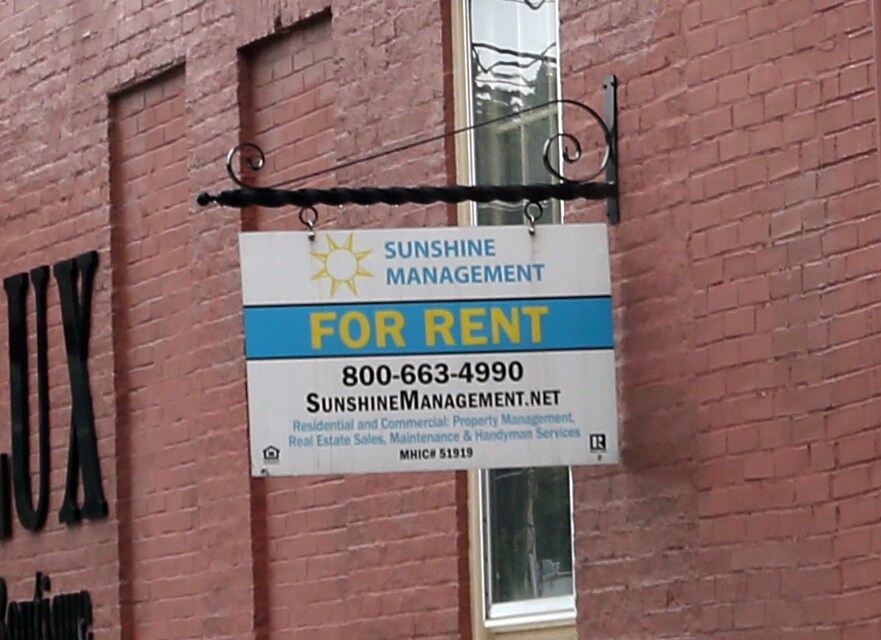 SUNSHINE
MANAGEMENT
FOR RENT
800-663-4990
SUNSHINEMANAGEMENT.NET
Residential and Commercial: Property Management,
Real Estate Sales, Maintenance & Handyman Services
MHIC# 51919
UX